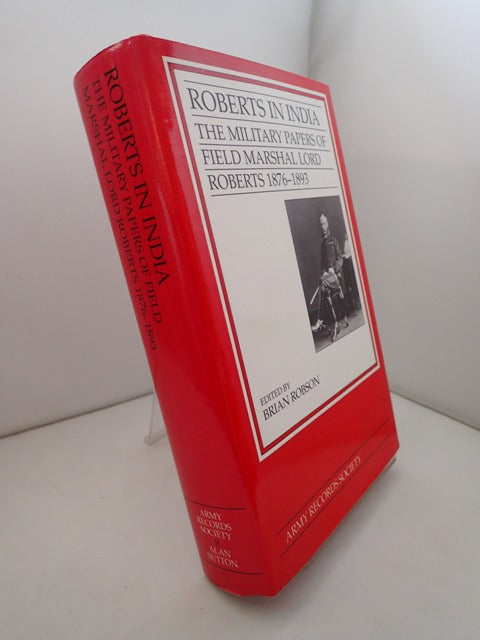 ROBERTS IN INDIA
THE MILITARY PAPERS OF FIELD
MARSHAL LORD ROBERTS 1876–1893
ARMY
RECORDS
SOCIETY
ALAN
SUTTON
ROBERTS IN INDIA
THE MILITARY PAPERS OF
FIELD MARSHAL LORD
ROBERTS 1876–1893
EDITED BY
BRIAN ROBSON
ARMY RECORDS SOCIETY